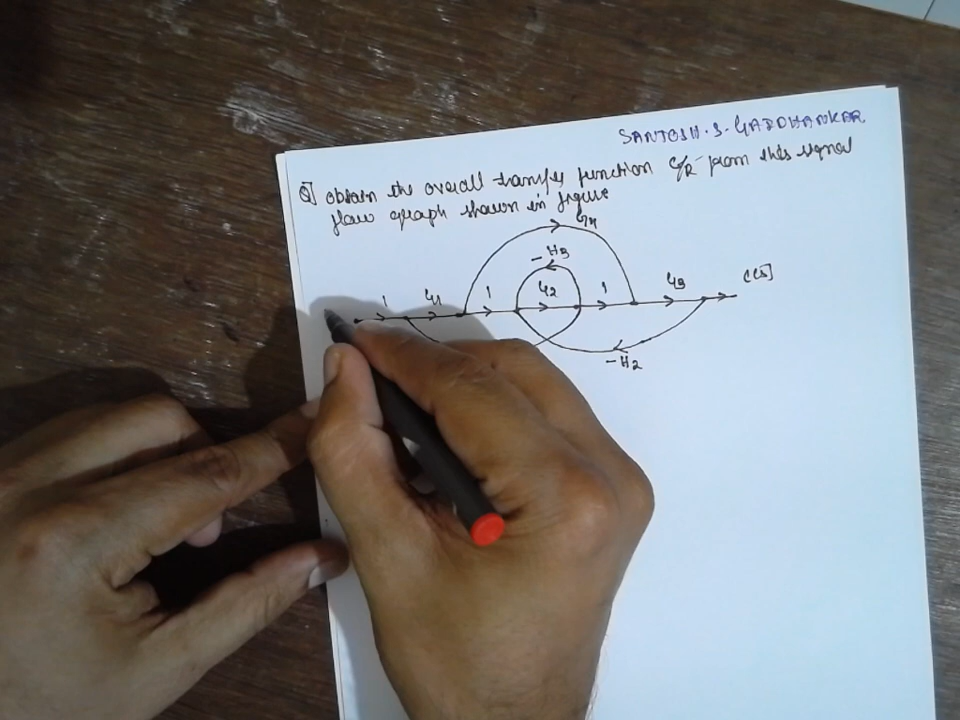 SANTOSH.S.GAIDHANKAR
Q] obtain the overall transfer function C/R from this signal
flow graph shown in figure
G4
-H3
1 G1 1 G2 1 G3 C(s)
-H2